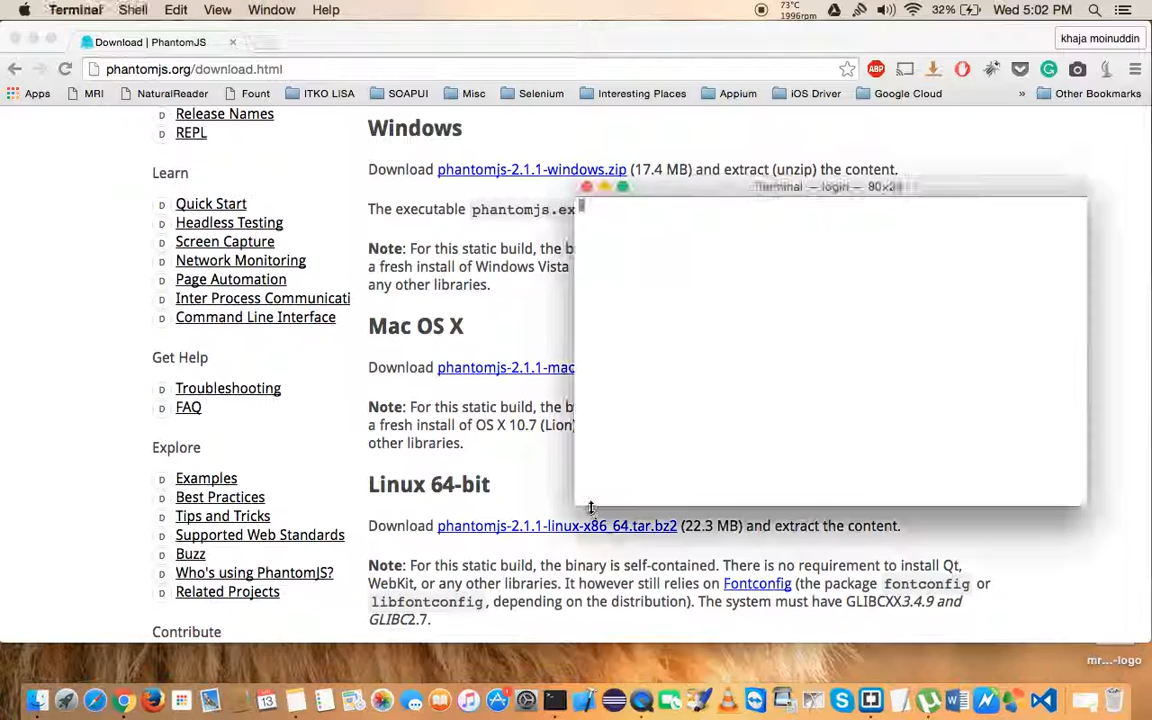 Terminal Shell Edit View Window Help
73°C
1996rpm
32% Wed 5:02 PM
Download | PhantomJS
khaja moinuddin
phantomjs.org/download.html
ABP
Apps MRI NaturalReader Fount ITKO LISA SOAPUI Misc Selenium Interesting Places Appium iOS Driver Google Cloud » Other Bookmarks
Release Names
REPL
Learn
Quick Start
Headless Testing
Screen Capture
Network Monitoring
Page Automation
Inter Process Communicati
Command Line Interface
Get Help
Troubleshooting
FAQ
Explore
Examples
Best Practices
Tips and Tricks
Supported Web Standards
Buzz
Who's using PhantomJS?
Related Projects
Contribute
Windows
Download phantomjs-2.1.1-windows.zip (17.4 MB) and extract (unzip) the content.
The executable phantomjs.ex
Note: For this static build, the b
a fresh install of Windows Vista
any other libraries.
Mac OS X
Download phantomjs-2.1.1-mac
Note: For this static build, the b
a fresh install of OS X 10.7 (Lion)
other libraries.
Linux 64-bit
Download phantomjs-2.1.1-linux-x86_64.tar.bz2 (22.3 MB) and extract the content.
Note: For this static build, the binary is self-contained. There is no requirement to install Qt,
WebKit, or any other libraries. It however still relies on Fontconfig (the package fontconfig or
libfontconfig, depending on the distribution). The system must have GLIBCXX3.4.9 and
GLIBC2.7.
Terminal — login — 80×24
mr...-logo
13